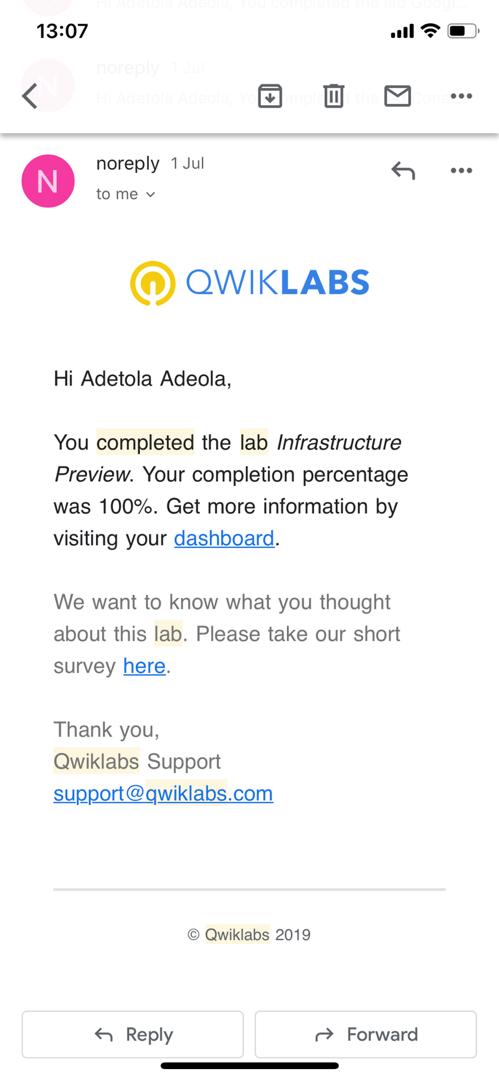 Hi Adetola Adeola, You completed the lab Googl...
13:07
noreply 1 Jul
Hi Adetola Adeola, You completed the lab
N
noreply 1 Jul
to me
QWIKLABS
Hi Adetola Adeola,
You completed the lab Infrastructure
Preview. Your completion percentage
was 100%. Get more information by
visiting your dashboard.
We want to know what you thought
about this lab. Please take our short
survey here.
Thank you,
Qwiklabs Support
support@qwiklabs.com
© Qwiklabs 2019
Reply
Forward